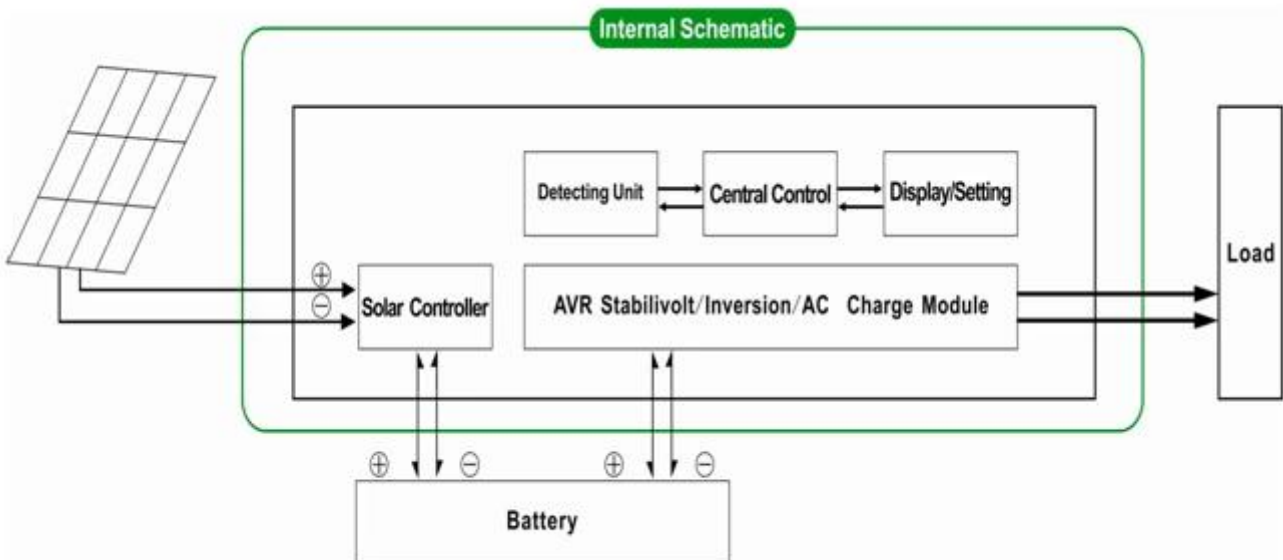 Internal Schematic
Detecting Unit
Central Control
Display/Setting
Load
⊕
⊖
Solar Controller
AVR Stabilivolt/Inversion/AC Charge Module
⊕ ⊖ ⊕ ⊖
Battery